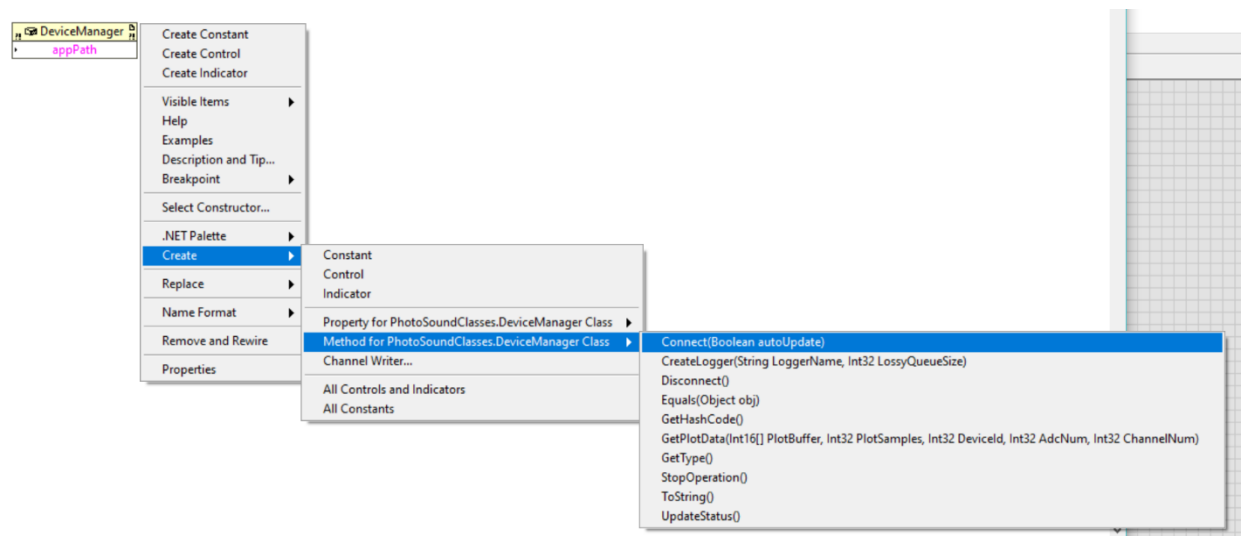 DeviceManager
appPath
Create Constant
Create Control
Create Indicator
Visible Items
Help
Examples
Description and Tip...
Breakpoint
Select Constructor...
.NET Palette
Create
Replace
Name Format
Remove and Rewire
Properties
Constant
Control
Indicator
Property for PhotoSoundClasses.DeviceManager Class
Method for PhotoSoundClasses.DeviceManager Class
Channel Writer...
All Controls and Indicators
All Constants
Connect(Boolean autoUpdate)
CreateLogger(String LoggerName, Int32 LossyQueueSize)
Disconnect()
Equals(Object obj)
GetHashCode()
GetPlotData(Int16[] PlotBuffer, Int32 PlotSamples, Int32 DeviceId, Int32 AdcNum, Int32 ChannelNum)
GetType()
StopOperation()
ToString()
UpdateStatus()